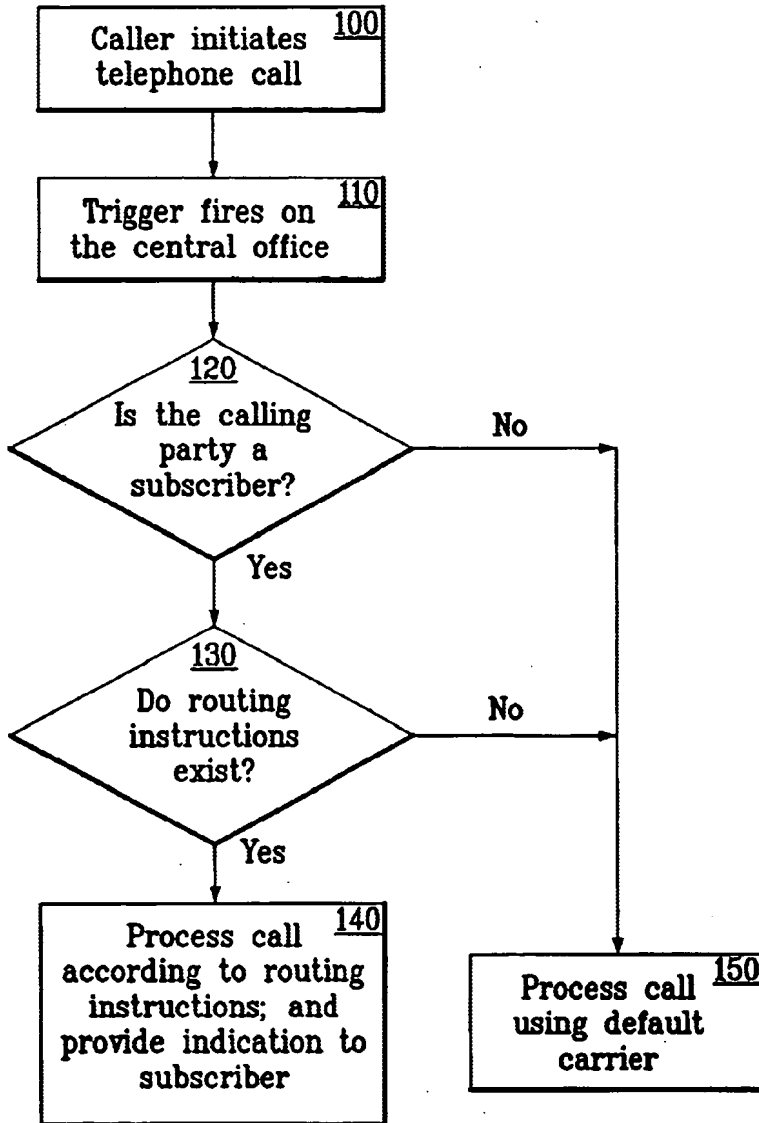 100
Caller initiates
telephone call
110
Trigger fires on
the central office
120
Is the calling
party a
subscriber?
No
Yes
130
Do routing
instructions
exist?
No
Yes
140
Process call
according to routing
instructions; and
provide indication to
subscriber
150
Process call
using default
carrier